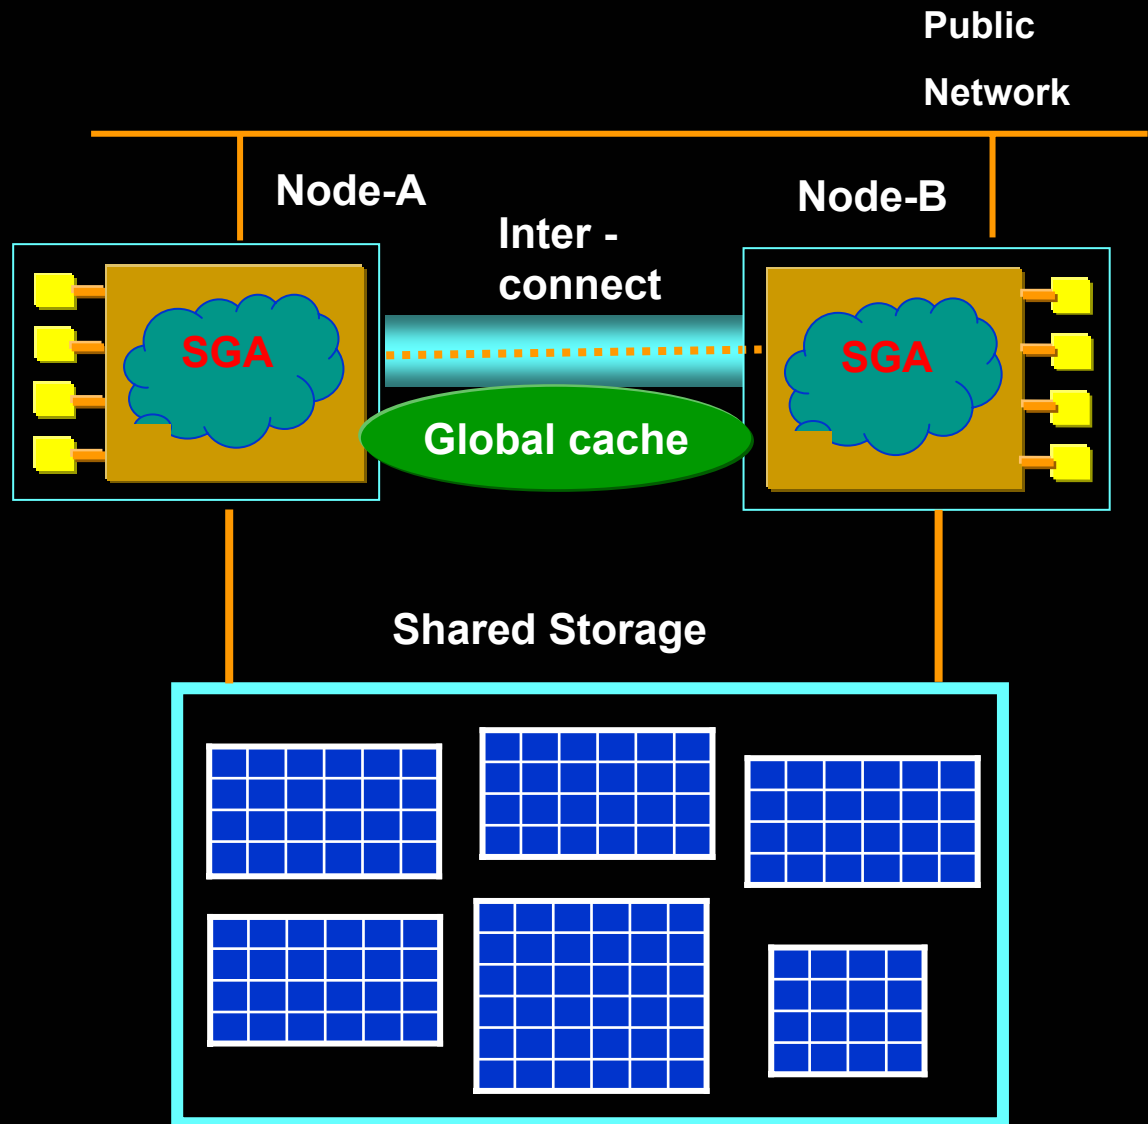 Public
Network
Node-A
Node-B
Inter -
connect
SGA
SGA
Global cache
Shared Storage